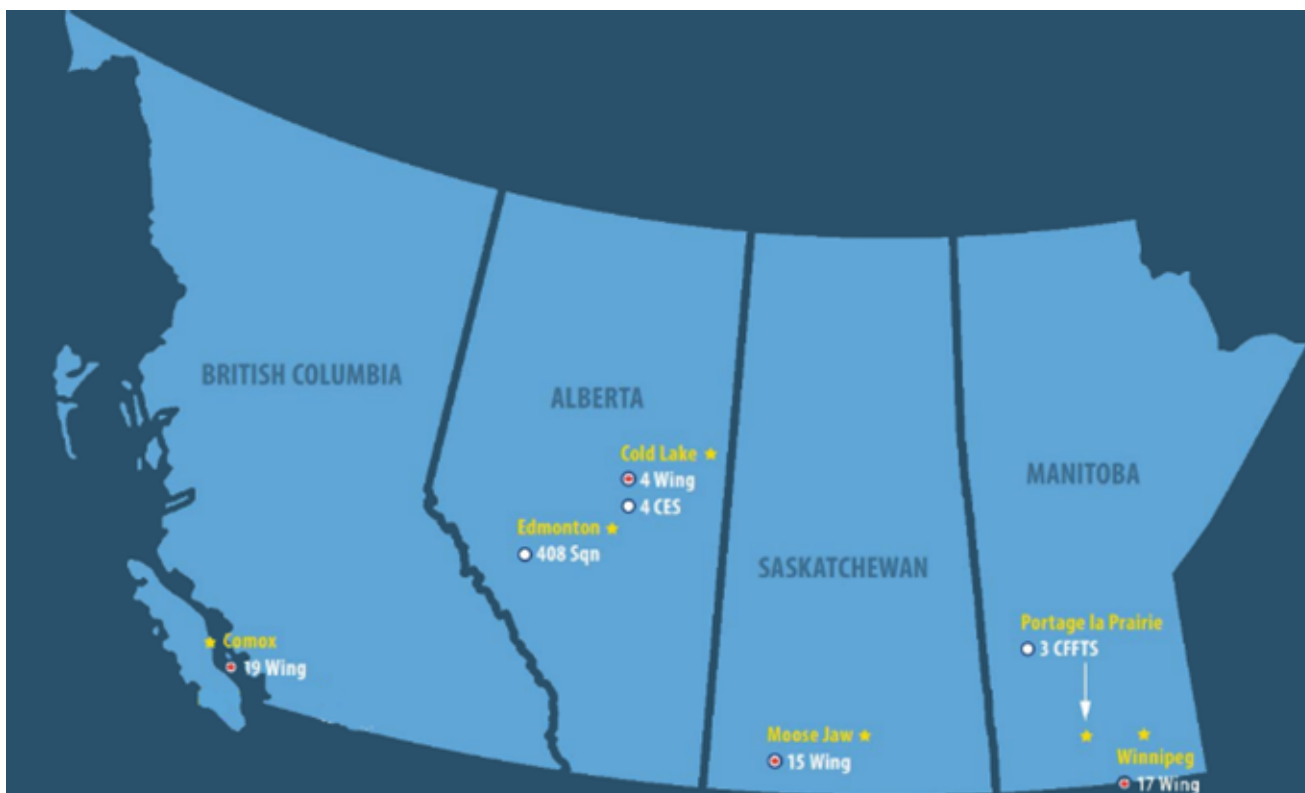 BRITISH COLUMBIA
ALBERTA
Cold Lake
4 Wing
4 CES
Edmonton
408 Sqn
MANITOBA
SASKATCHEWAN
Comox
19 Wing
Portage la Prairie
3 CFFTS
Moose Jaw
15 Wing
Winnipeg
17 Wing